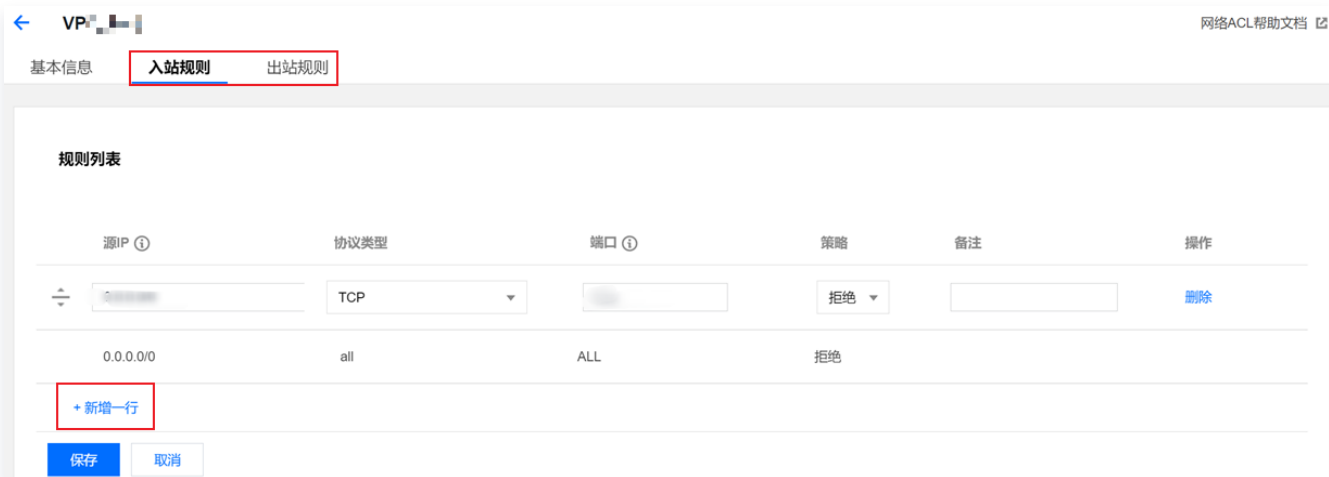 VP
网络ACL帮助文档
基本信息 入站规则 出站规则
规则列表
源IP 协议类型 端口 策略 备注 操作
TCP 拒绝 删除
0.0.0.0/0 all ALL 拒绝
+ 新增一行
保存 取消